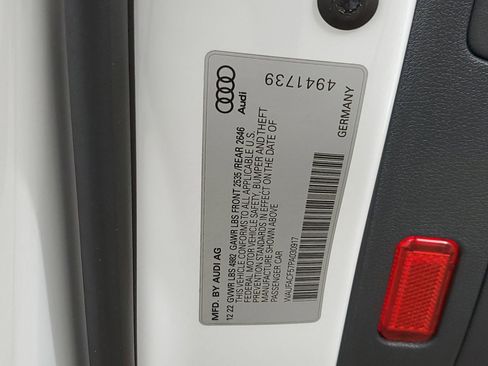 4941739
Audi
GERMANY
MFD. BY AUDI AG
12 22 GVWR LBS 4982 GAWR LBS FRONT 2535 /REAR 2646
THIS VEHICLE CONFORMS TO ALL APPLICABLE U.S.
FEDERAL MOTOR VEHICLE SAFETY, BUMPER AND THEFT
PREVENTION STANDARDS IN EFFECT ON THE DATE OF
MANUFACTURE SHOWN ABOVE
PASSENGER CAR
WAUFACF57PA030917